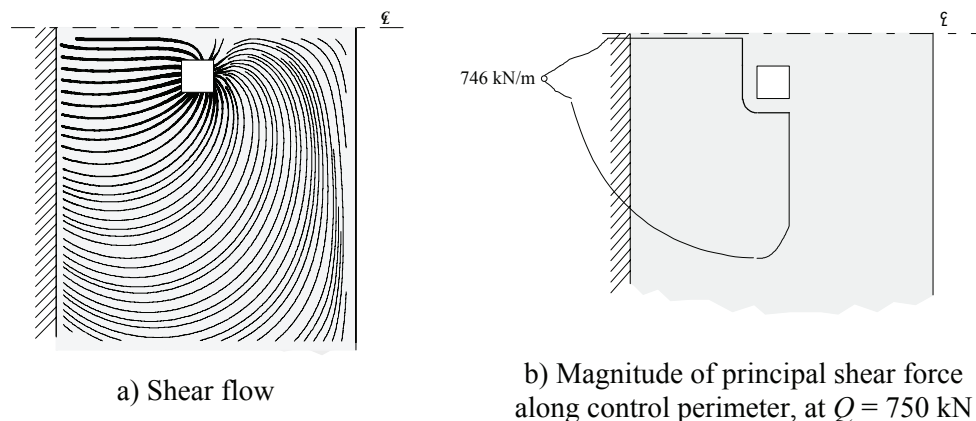 ℄
℄
746 kN/m
a) Shear flow
b) Magnitude of principal shear force
along control perimeter, at Q = 750 kN